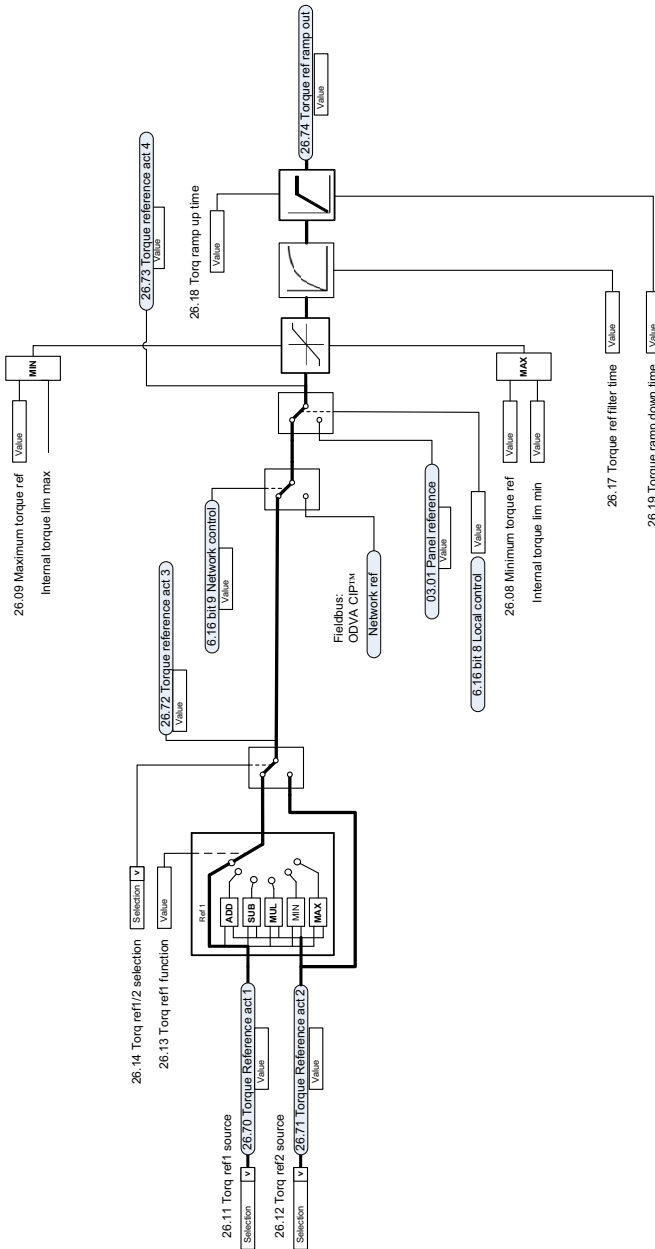 26.11 Torq ref1 source
Selection v
26.70 Torque Reference act 1
Value
26.12 Torq ref2 source
Selection v
26.71 Torque Reference act 2
Value
26.14 Torq ref1/2 selection
Selection v
26.13 Torq ref1 function
Value
Ref 1
ADD
SUB
MUL
MIN
MAX
26.72 Torque reference act 3
Value
6.16 bit 9 Network control
Value
Fieldbus:
ODVA CIP™
Network ref
03.01 Panel reference
Value
6.16 bit 8 Local control
Value
26.09 Maximum torque ref
Value
Internal torque lim max
MIN
26.73 Torque reference act 4
Value
26.18 Torq ramp up time
Value
26.74 Torque ref ramp out
Value
26.08 Minimum torque ref
Value
Internal torque lim min
Value
MAX
26.17 Torque ref filter time
Value
26.19 Torque ramp down time
Value